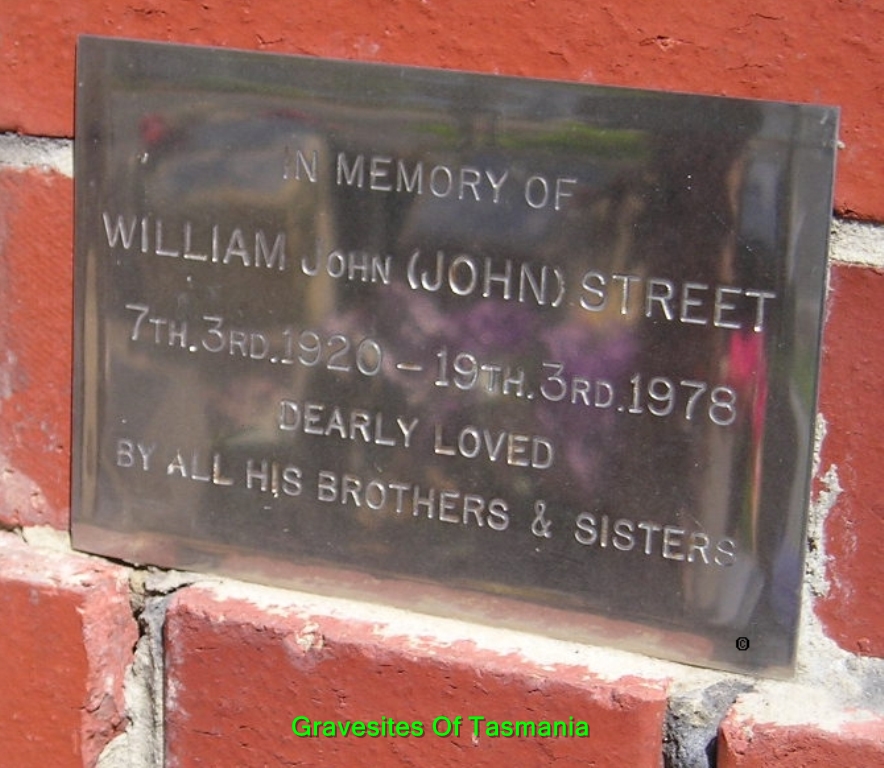 IN MEMORY OF
WILLIAM JOHN (JOHN) STREET
7TH.3RD.1920 – 19TH.3RD.1978
DEARLY LOVED
BY ALL HIS BROTHERS & SISTERS
©
Gravesites Of Tasmania